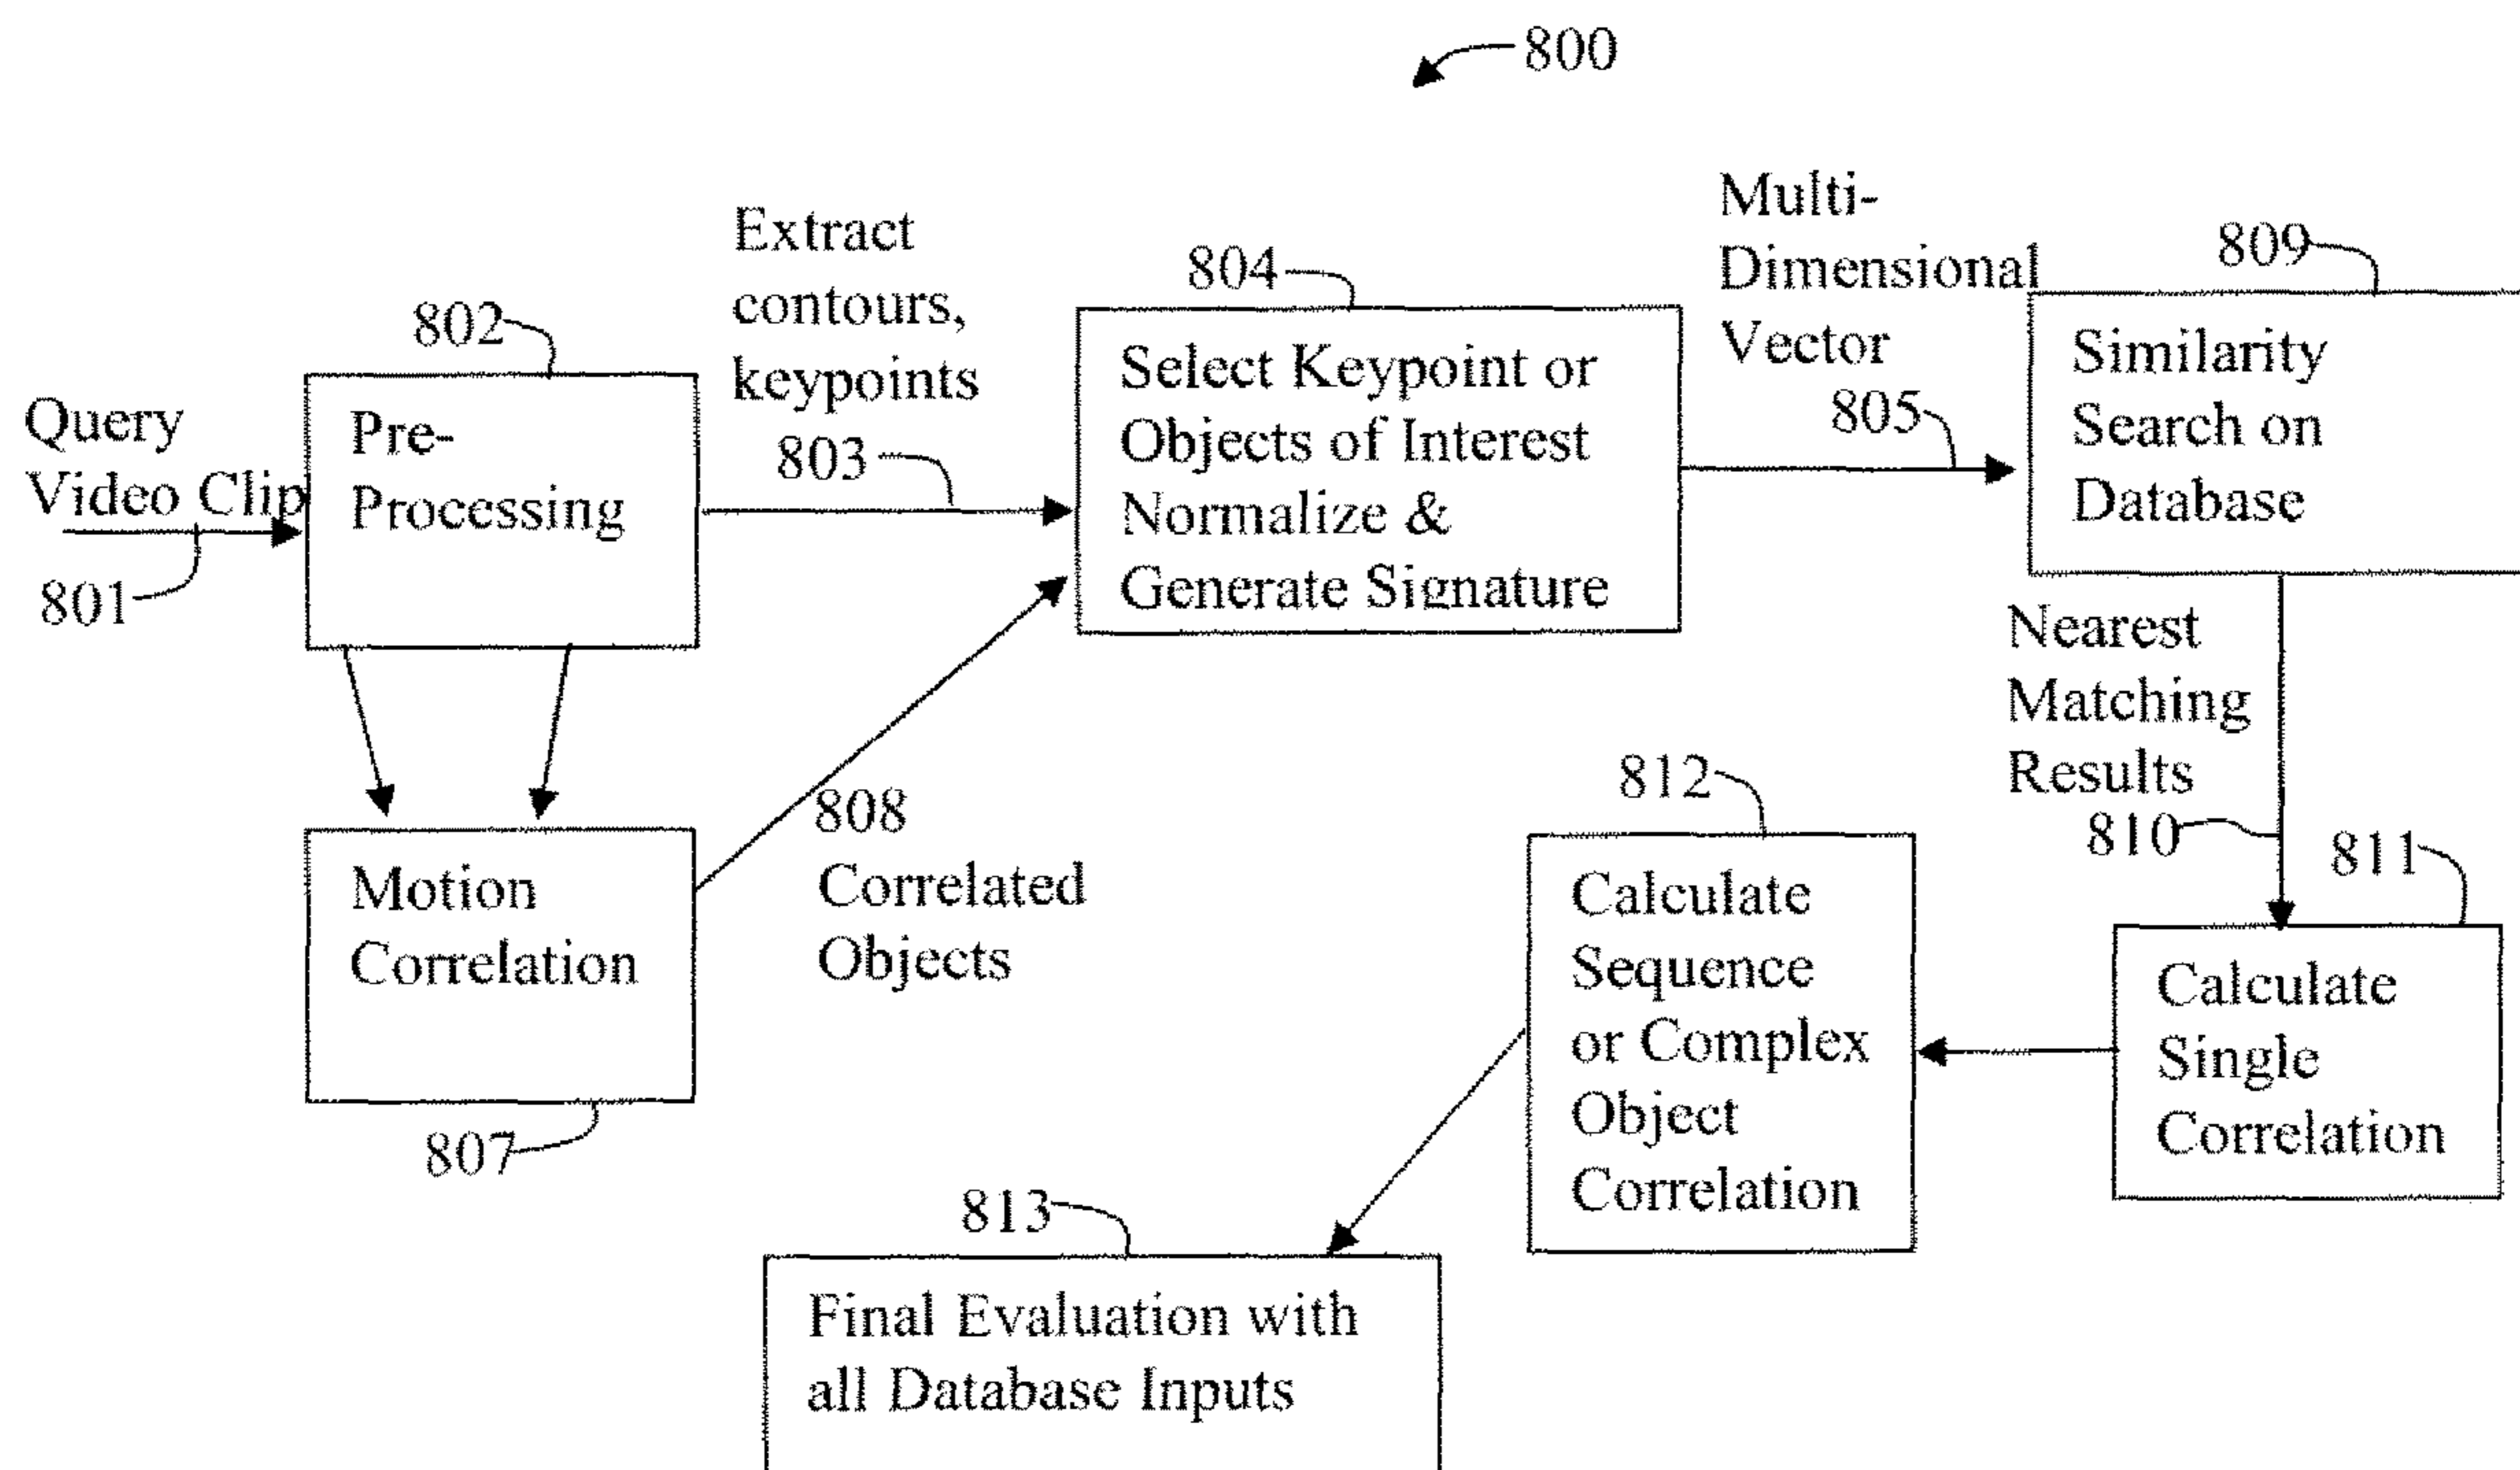 800
Query
Video Clip
801
802
Pre-
Processing
Extract
contours,
keypoints
803
804
Select Keypoint or
Objects of Interest
Normalize &
Generate Signature
Multi-
Dimensional
Vector
805
809
Similarity
Search on
Database
Motion
Correlation
807
808
Correlated
Objects
Nearest
Matching
Results
810
811
Calculate
Single
Correlation
812
Calculate
Sequence
or Complex
Object
Correlation
813
Final Evaluation with
all Database Inputs